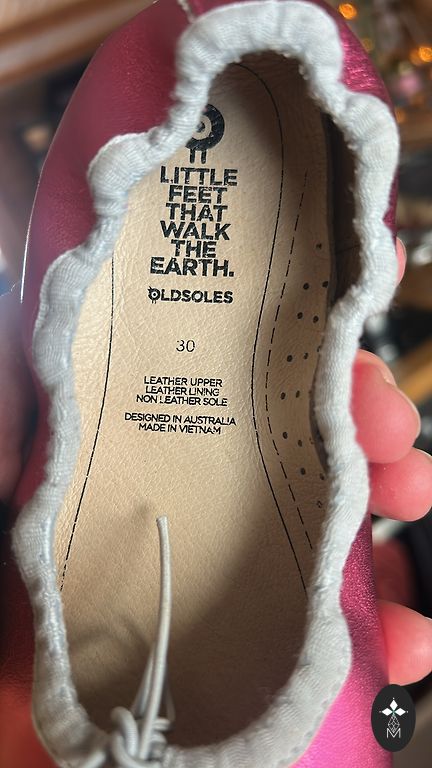 LITTLE
FEET
THAT
WALK
THE
EARTH.
OLDSOLES
30
LEATHER UPPER
LEATHER LINING
NON LEATHER SOLE
DESIGNED IN AUSTRALIA
MADE IN VIETNAM